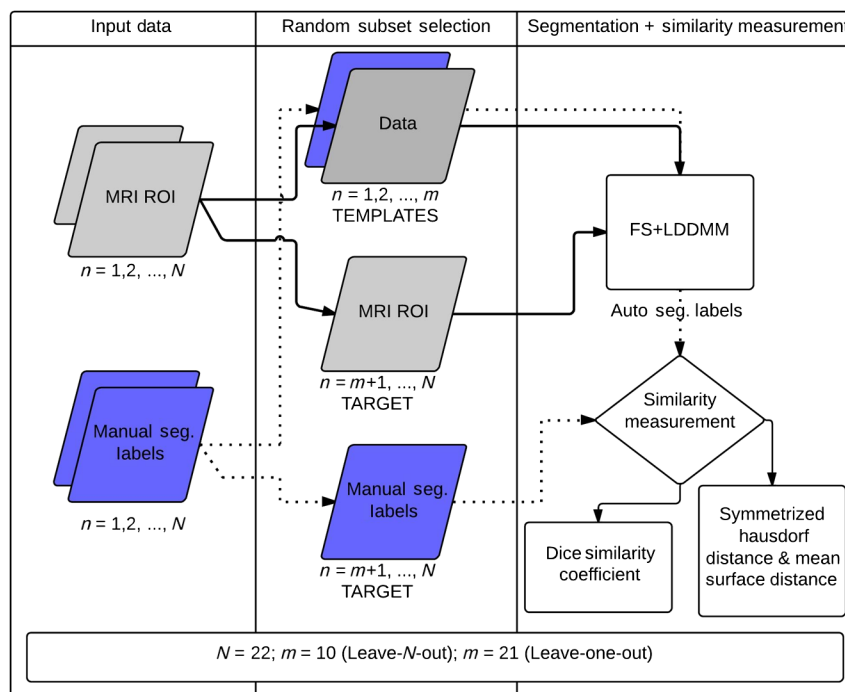 Input data
Random subset selection
Segmentation + similarity measurement
MRI ROI
n = 1,2, ..., N
Manual seg.
labels
n = 1,2, ..., N
Data
n = 1,2, ..., m
TEMPLATES
MRI ROI
n = m+1, ..., N
TARGET
Manual seg.
labels
n = m+1, ..., N
TARGET
FS+LDDMM
Auto seg. labels
Similarity
measurement
Dice similarity
coefficient
Symmetrized
hausdorf
distance & mean
surface distance
N = 22; m = 10 (Leave-N-out); m = 21 (Leave-one-out)